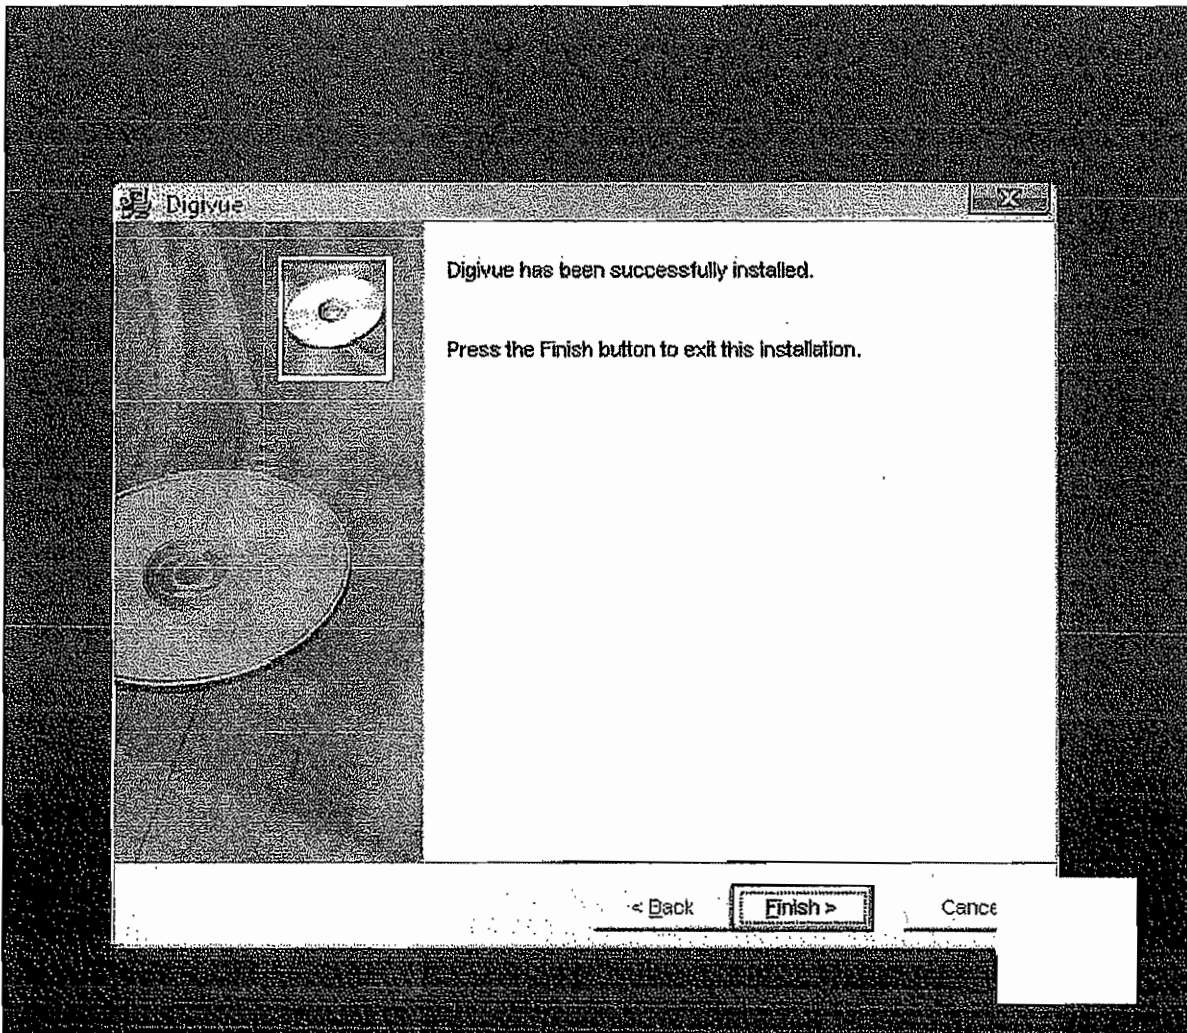 Digivue
Digivue has been successfully installed.
Press the Finish button to exit this installation.
< Back
Finish >
Cance